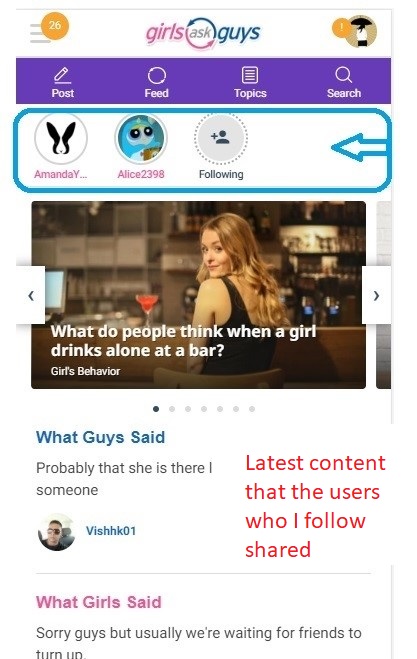 26
girls ask guys
1
Post Feed Topics Search
AmandaY... Alice2398 Following
What do people think when a girl
drinks alone at a bar?
Girl's Behavior
What Guys Said
Probably that she is there I
someone
Vishhk01
Latest content
that the users
who I follow
shared
What Girls Said
Sorry guys but usually we're waiting for friends to
turn up.